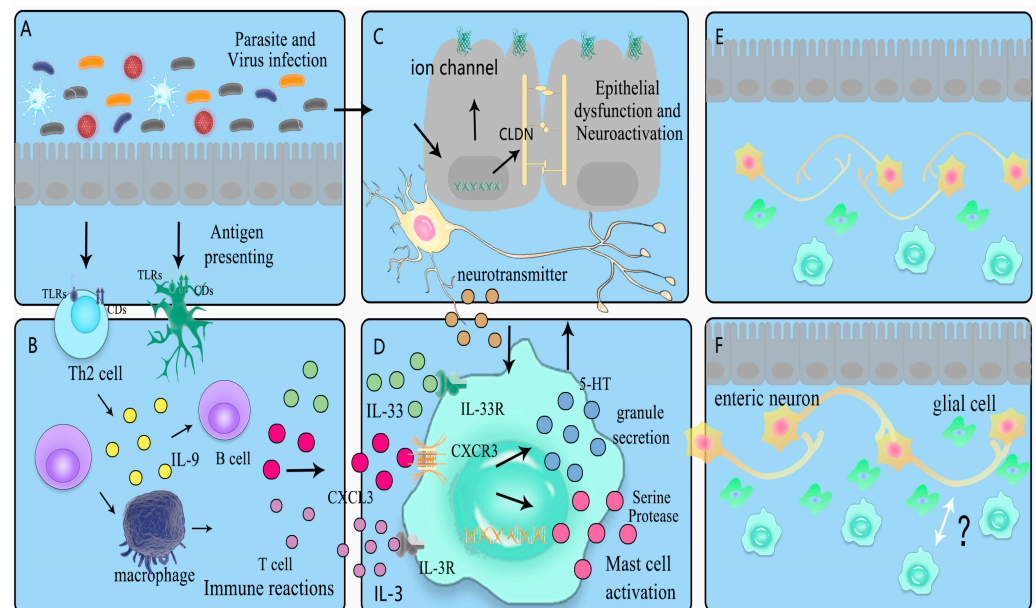 A
Parasite and
Virus infection
Antigen
presenting
TLRs
CDs
TLRs
CDs
B
Th2 cell
IL-9
B cell
macrophage
T cell
Immune reactions
C
ion channel
CLDN
Epithelial
dysfunction and
Neuroactivation
neurotransmitter
D
IL-33
IL-33R
5-HT
granule
secretion
CXCR3
CXCL3
Serine
Protease
IL-3R
IL-3
Mast cell
activation
E
F
enteric neuron
glial cell
?